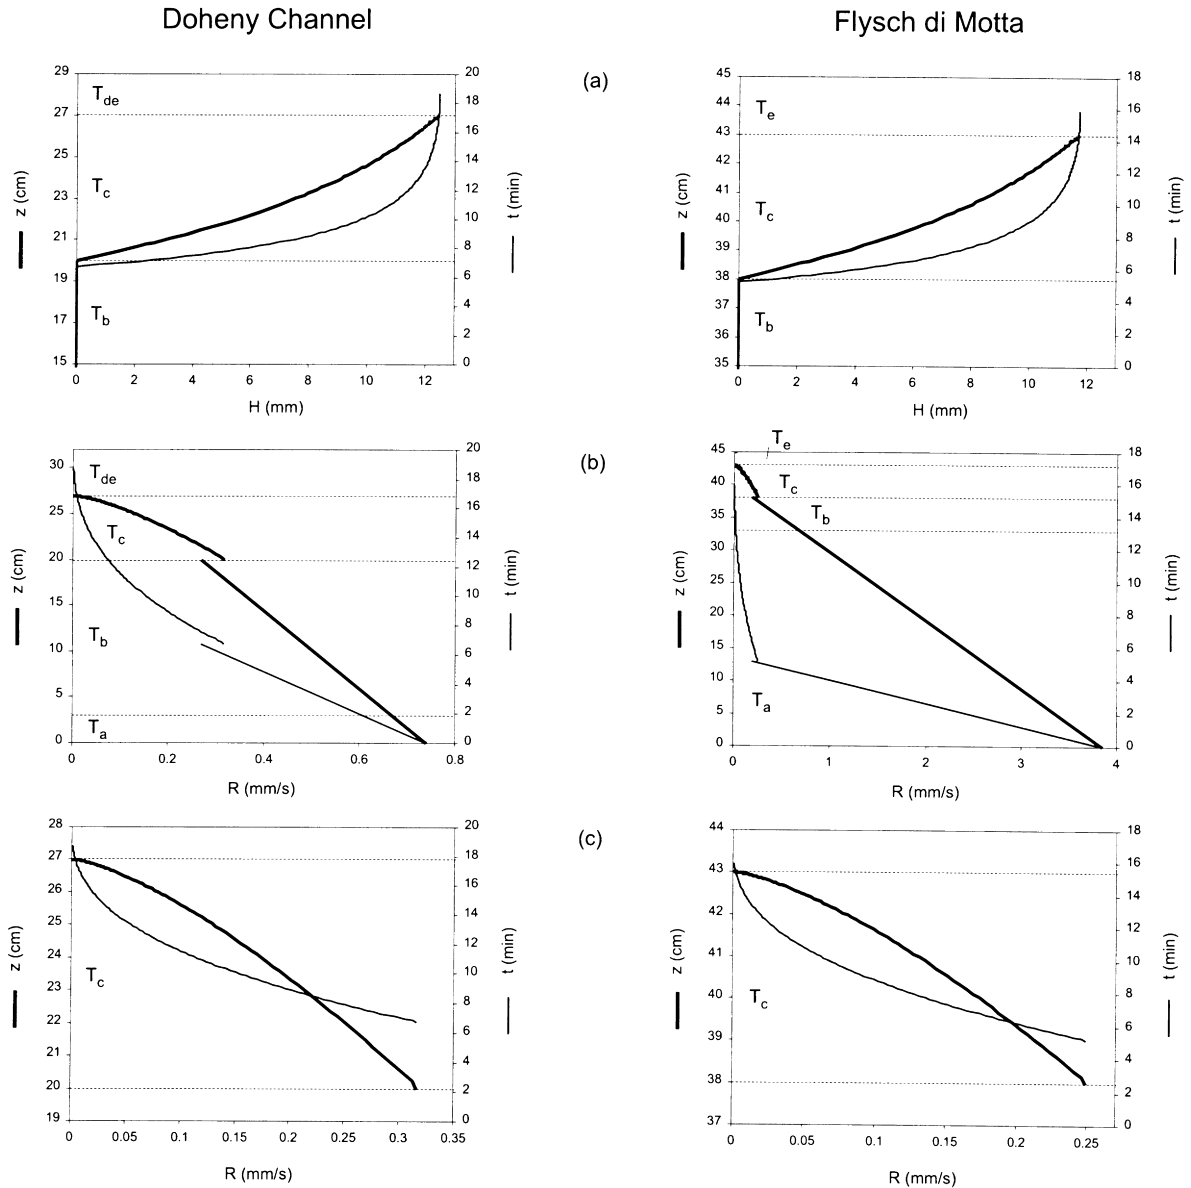 Doheny Channel
Flysch di Motta
(a)
29
27
25
23
21
19
17
15
z (cm)
T_de
T_c
T_b
20
18
16
14
12
10
8
6
4
2
0
t (min)
0 2 4 6 8 10 12
H (mm)
45
44
43
42
41
40
39
38
37
36
35
z (cm)
T_e
T_c
T_b
18
16
14
12
10
8
6
4
2
0
t (min)
0 2 4 6 8 10 12
H (mm)
(b)
30
25
20
15
10
5
0
z (cm)
T_de
T_c
T_b
T_a
20
18
16
14
12
10
8
6
4
2
0
t (min)
0 0.2 0.4 0.6 0.8
R (mm/s)
45
40
35
30
25
20
15
10
5
0
z (cm)
T_e
T_c
T_b
T_a
18
16
14
12
10
8
6
4
2
0
t (min)
0 1 2 3 4
R (mm/s)
(c)
28
27
26
25
24
23
22
21
20
19
z (cm)
T_c
20
18
16
14
12
10
8
6
4
2
0
t (min)
0 0.05 0.1 0.15 0.2 0.25 0.3 0.35
R (mm/s)
44
43
42
41
40
39
38
37
z (cm)
T_c
18
16
14
12
10
8
6
4
2
0
t (min)
0 0.05 0.1 0.15 0.2 0.25
R (mm/s)